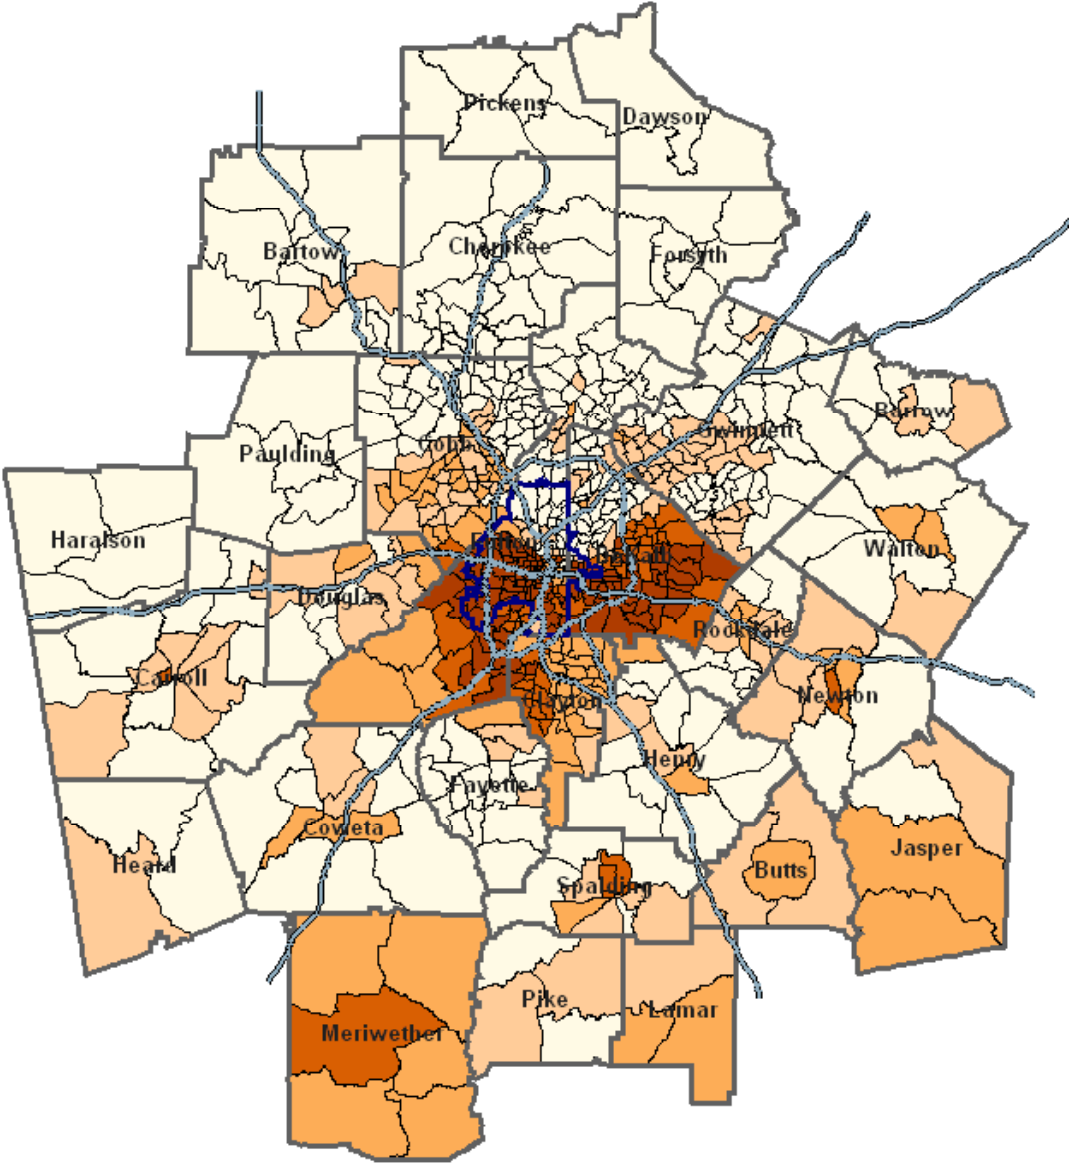 Pickens
Dawson
Bartow
Cherokee
Forsyth
Barrow
Cobb
Gwinnett
Paulding
Haralson
Fulton
DeKalb
Walton
Douglas
Rockdale
Carroll
Newton
Clayton
Henry
Fayette
Coweta
Jasper
Heard
Butts
Spalding
Pike
Lamar
Meriwether